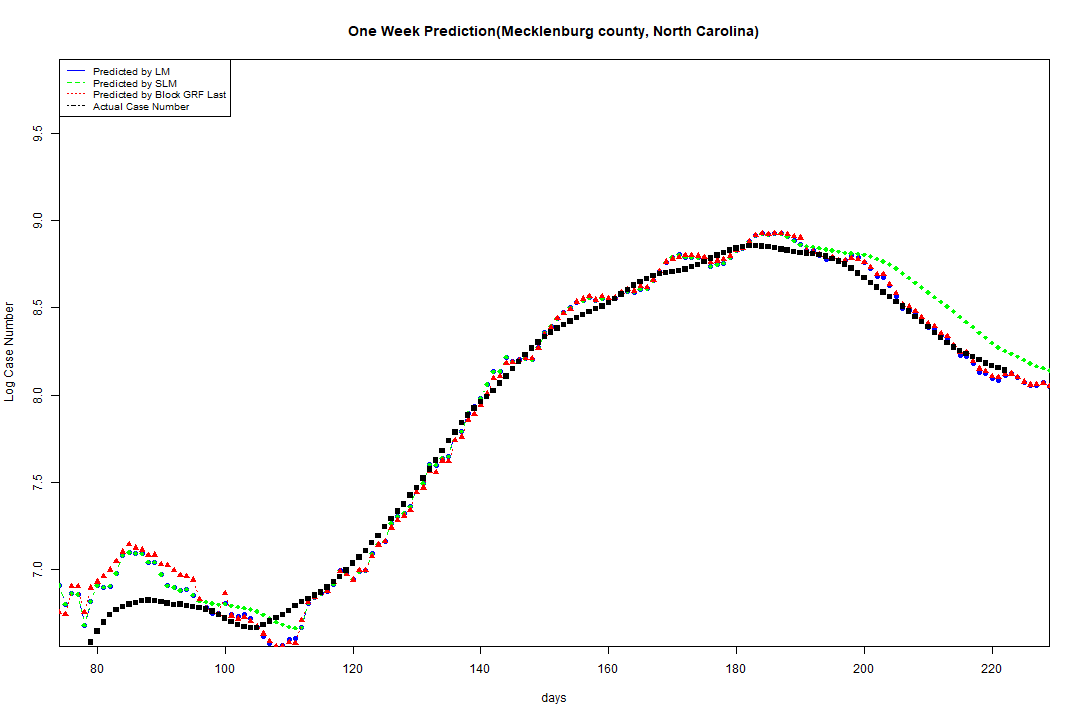 One Week Prediction(Mecklenburg county, North Carolina)
Predicted by LM
Predicted by SLM
Predicted by Block GRF Last
Actual Case Number
9.5
9.0
8.5
8.0
7.5
7.0
Log Case Number
80 100 120 140 160 180 200 220
days